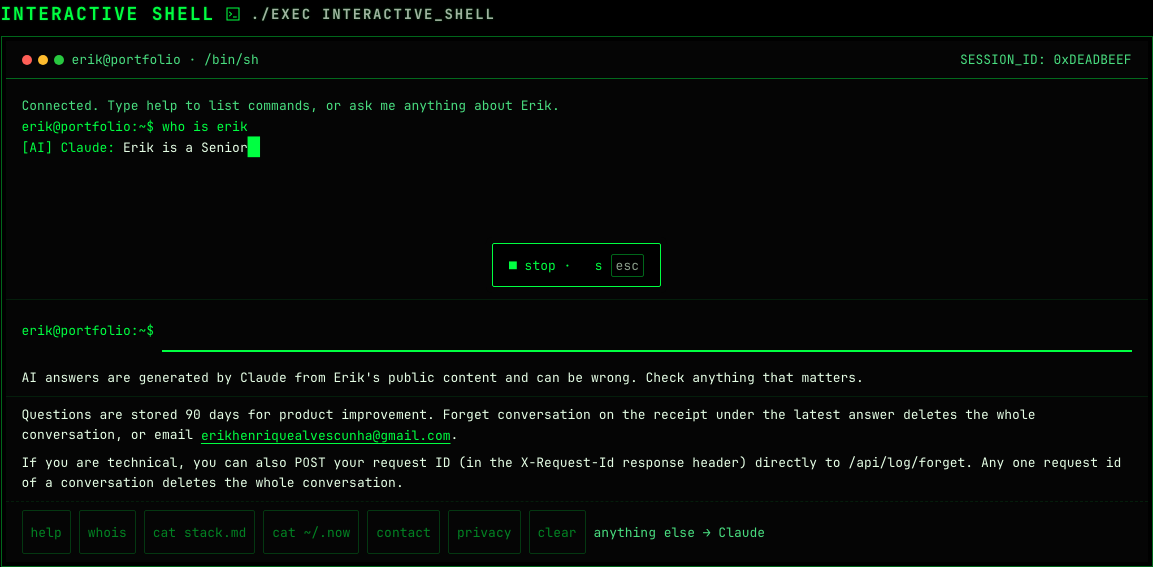 INTERACTIVE SHELL ./EXEC INTERACTIVE_SHELL
erik@portfolio · /bin/sh SESSION_ID: 0xDEADBEEF
Connected. Type help to list commands, or ask me anything about Erik.
erik@portfolio:~$ who is erik
[AI] Claude: Erik is a Senior
stop · s esc
erik@portfolio:~$
AI answers are generated by Claude from Erik's public content and can be wrong. Check anything that matters.
Questions are stored 90 days for product improvement. Forget conversation on the receipt under the latest answer deletes the whole
conversation, or email erikhenriquealvescunha@gmail.com.
If you are technical, you can also POST your request ID (in the X-Request-Id response header) directly to /api/log/forget. Any one request id
of a conversation deletes the whole conversation.
help whois cat stack.md cat ~/.now contact privacy clear anything else → Claude